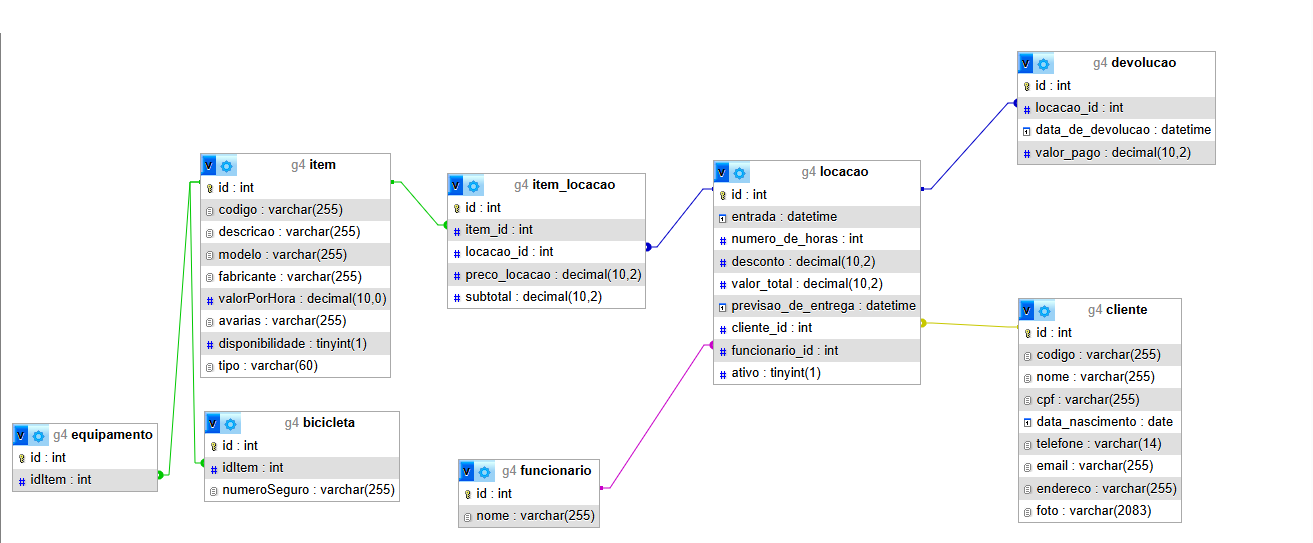 g4 devolucao
id : int
locacao_id : int
data_de_devolucao : datetime
valor_pago : decimal(10,2)
g4 item
id : int
codigo : varchar(255)
descricao : varchar(255)
modelo : varchar(255)
fabricante : varchar(255)
valorPorHora : decimal(10,0)
avarias : varchar(255)
disponibilidade : tinyint(1)
tipo : varchar(60)
g4 item_locacao
id : int
item_id : int
locacao_id : int
preco_locacao : decimal(10,2)
subtotal : decimal(10,2)
g4 locacao
id : int
entrada : datetime
numero_de_horas : int
desconto : decimal(10,2)
valor_total : decimal(10,2)
previsao_de_entrega : datetime
cliente_id : int
funcionario_id : int
ativo : tinyint(1)
g4 cliente
id : int
codigo : varchar(255)
nome : varchar(255)
cpf : varchar(255)
data_nascimento : date
telefone : varchar(14)
email : varchar(255)
endereco : varchar(255)
foto : varchar(2083)
g4 equipamento
id : int
idItem : int
g4 bicicleta
id : int
idItem : int
numeroSeguro : varchar(255)
g4 funcionario
id : int
nome : varchar(255)